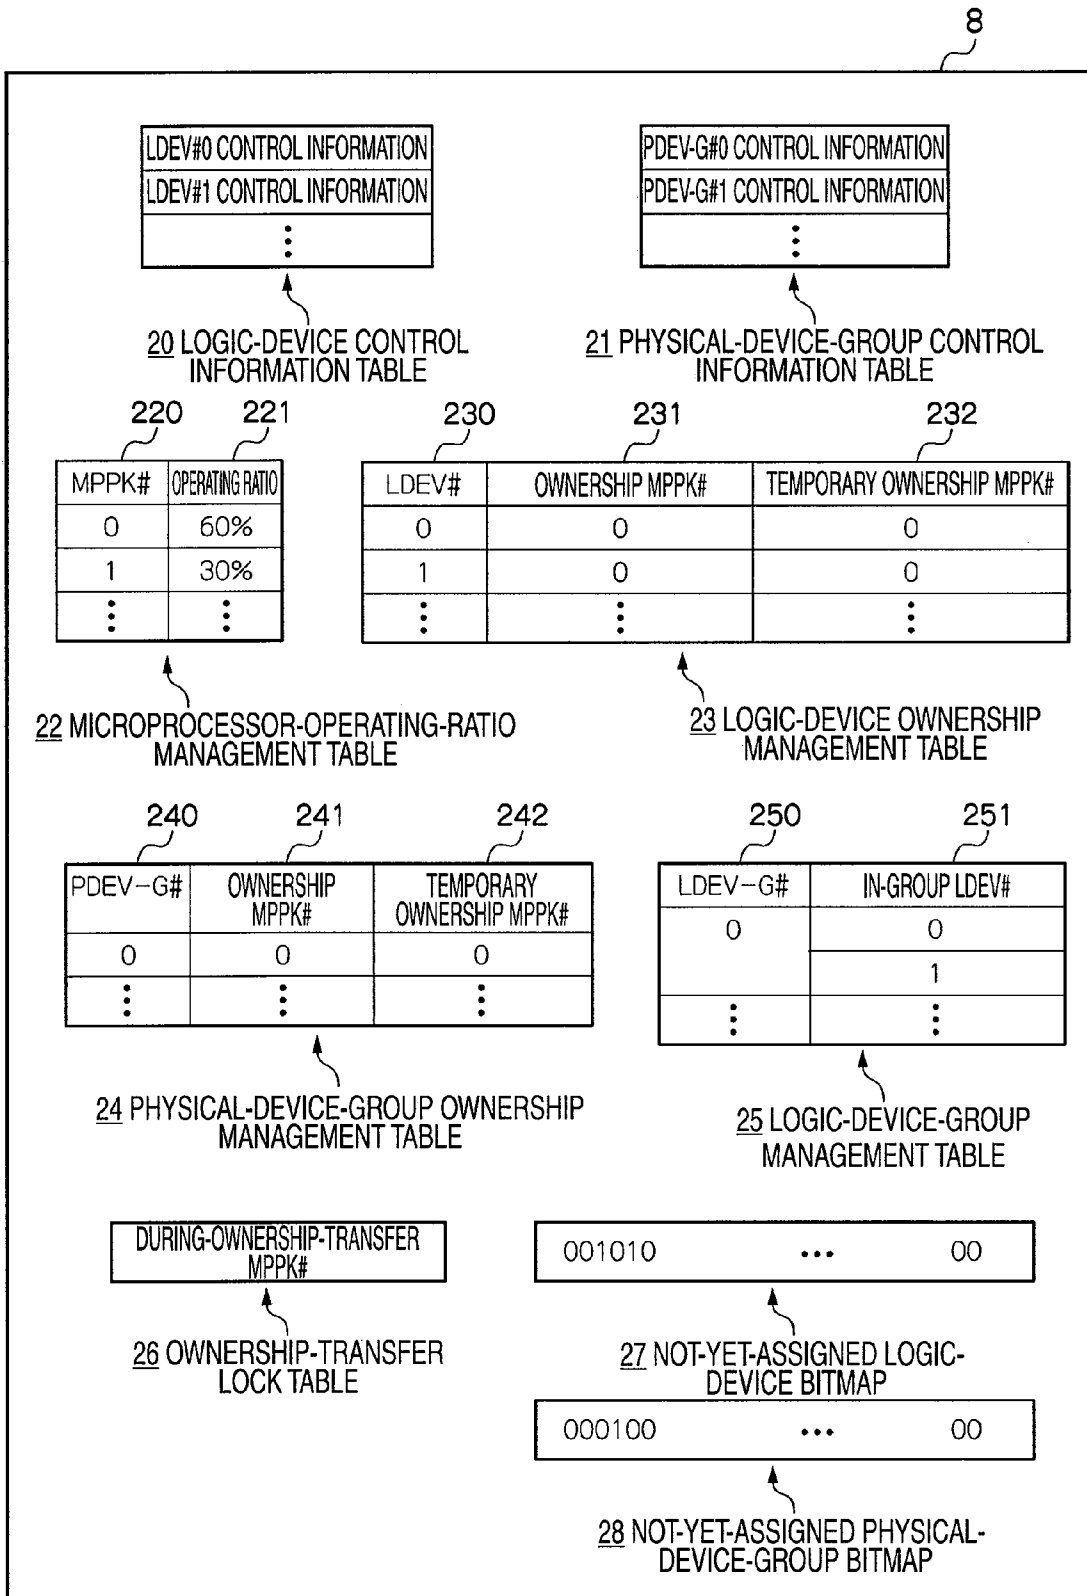 8
LDEV#0 CONTROL INFORMATION
LDEV#1 CONTROL INFORMATION
20 LOGIC-DEVICE CONTROL
INFORMATION TABLE
PDEV-G#0 CONTROL INFORMATION
PDEV-G#1 CONTROL INFORMATION
21 PHYSICAL-DEVICE-GROUP CONTROL
INFORMATION TABLE
220 221
MPPK# OPERATING RATIO
0 60%
1 30%
22 MICROPROCESSOR-OPERATING-RATIO
MANAGEMENT TABLE
230 231 232
LDEV# OWNERSHIP MPPK# TEMPORARY OWNERSHIP MPPK#
0 0 0
1 0 0
23 LOGIC-DEVICE OWNERSHIP
MANAGEMENT TABLE
240 241 242
PDEV-G# OWNERSHIP MPPK# TEMPORARY OWNERSHIP MPPK#
0 0 0
24 PHYSICAL-DEVICE-GROUP OWNERSHIP
MANAGEMENT TABLE
250 251
LDEV-G# IN-GROUP LDEV#
0 0
1
25 LOGIC-DEVICE-GROUP
MANAGEMENT TABLE
DURING-OWNERSHIP-TRANSFER
MPPK#
26 OWNERSHIP-TRANSFER
LOCK TABLE
001010 ••• 00
27 NOT-YET-ASSIGNED LOGIC-
DEVICE BITMAP
000100 ••• 00
28 NOT-YET-ASSIGNED PHYSICAL-
DEVICE-GROUP BITMAP